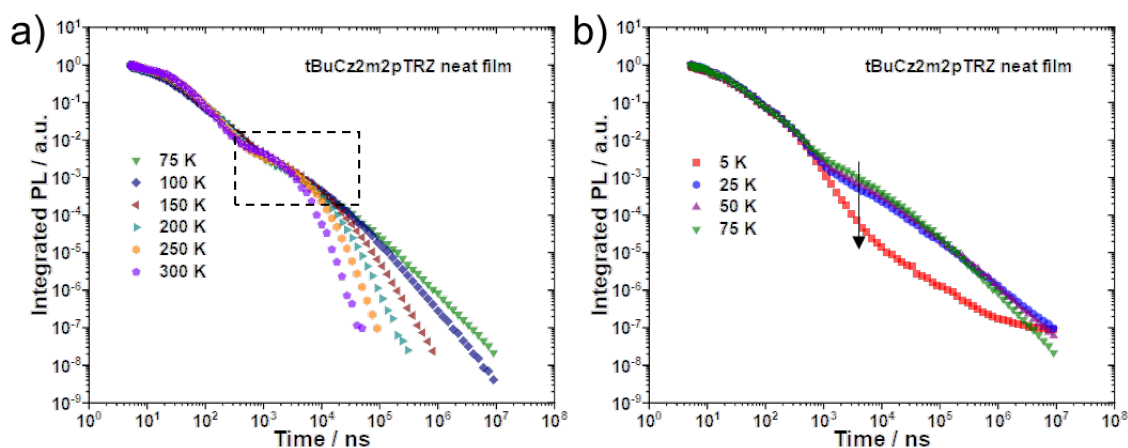 a)
tBuCz2m2pTRZ neat film
Integrated PL / a.u.
10⁰
10⁻¹
10⁻²
10⁻³
10⁻⁴
10⁻⁵
10⁻⁶
10⁻⁷
10⁻⁸
10⁻⁹
75 K
100 K
150 K
200 K
250 K
300 K
10⁰ 10¹ 10² 10³ 10⁴ 10⁵ 10⁶ 10⁷ 10⁸
Time / ns
b)
tBuCz2m2pTRZ neat film
Integrated PL / a.u.
10⁰
10⁻¹
10⁻²
10⁻³
10⁻⁴
10⁻⁵
10⁻⁶
10⁻⁷
10⁻⁸
10⁻⁹
5 K
25 K
50 K
75 K
10⁰ 10¹ 10² 10³ 10⁴ 10⁵ 10⁶ 10⁷ 10⁸
Time / ns